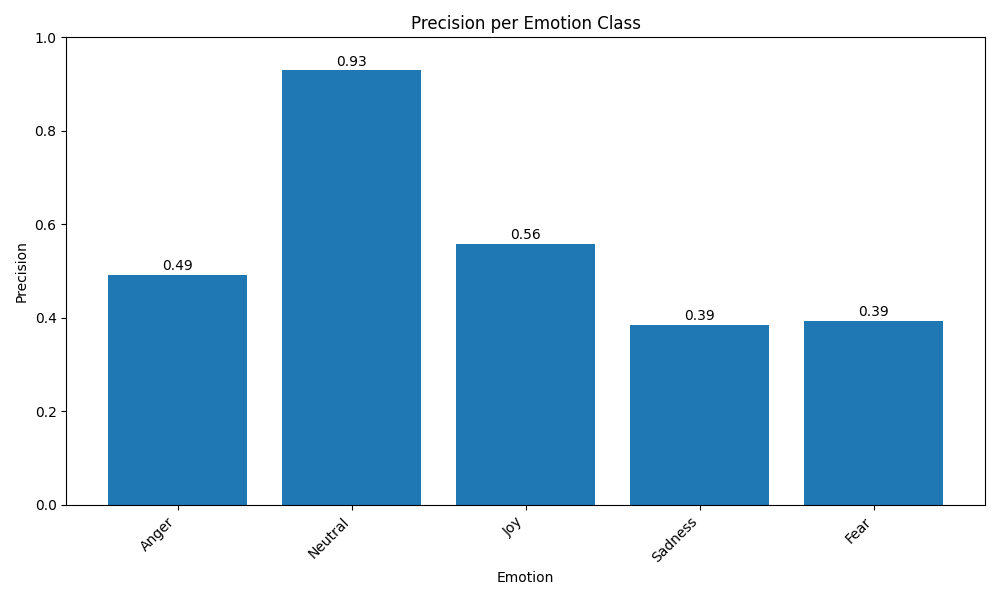 Precision per Emotion Class
1.0
0.8
0.6
0.4
0.2
0.0
Precision
0.49
0.93
0.56
0.39
0.39
Anger
Neutral
Joy
Sadness
Fear
Emotion